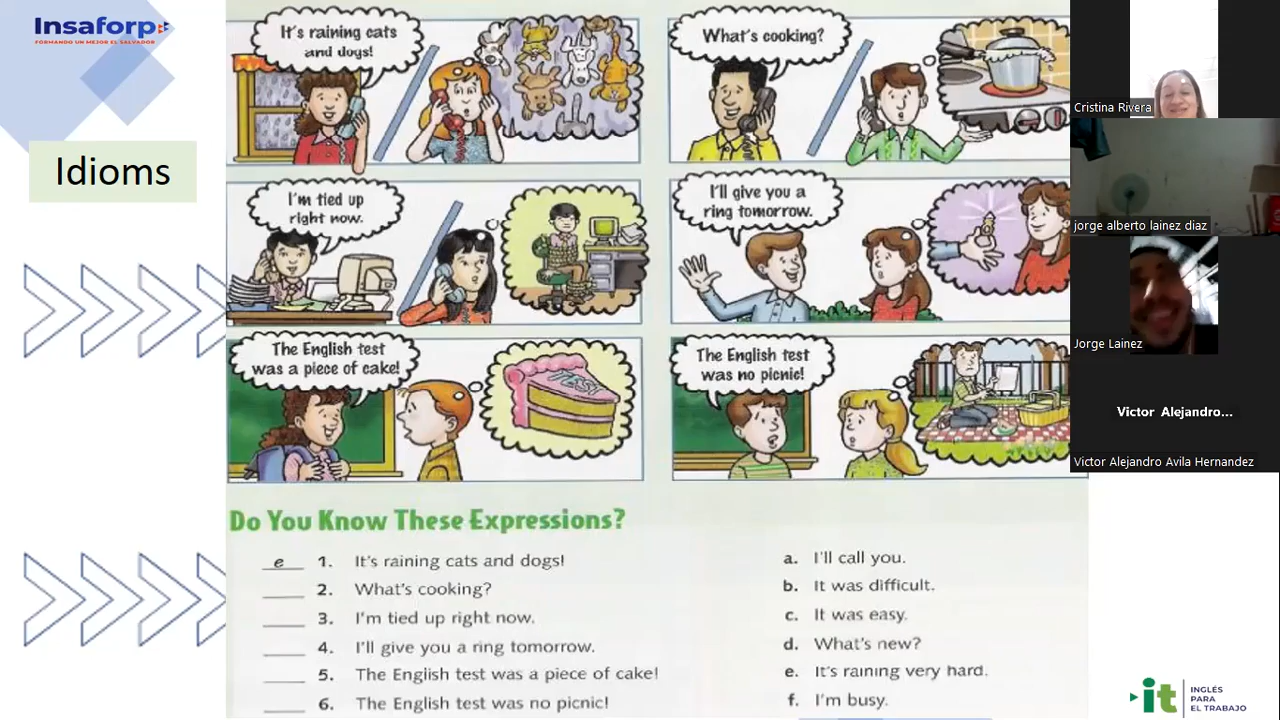 Insaforp
FORMANDO UN MEJOR EL SALVADOR
Idioms
It's raining cats
and dogs!
What's cooking?
I'm tied up
right now.
I'll give you a
ring tomorrow.
The English test
was a piece of cake!
TEST
The English test
was no picnic!
Do You Know These Expressions?
e 1. It's raining cats and dogs!
2. What's cooking?
3. I'm tied up right now.
4. I'll give you a ring tomorrow.
5. The English test was a piece of cake!
6. The English test was no picnic!
a. I'll call you.
b. It was difficult.
c. It was easy.
d. What's new?
e. It's raining very hard.
f. I'm busy.
Cristina Rivera
jorge alberto lainez diaz
Jorge Lainez
Victor Alejandro...
Victor Alejandro Avila Hernandez
it
INGLÉS
PARA
EL TRABAJO